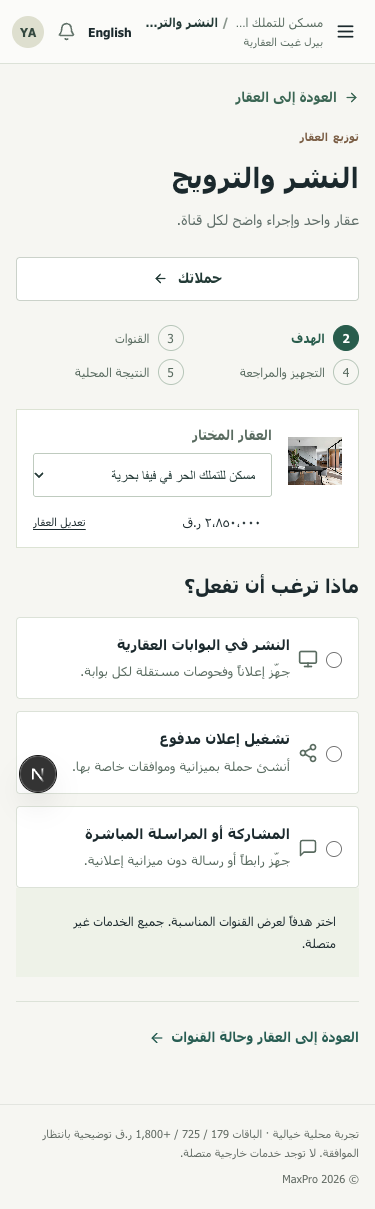 مسكن للتملك ا... / النشر والتر...
بيرل غيت العقارية
English
YA
العودة إلى العقار
توزيع العقار
النشر والترويج
عقار واحد وإجراء واضح لكل قناة.
حملاتك
2 الهدف
3 القنوات
4 التجهيز والمراجعة
5 النتيجة المحلية
العقار المختار
مسكن للتملك الحر في فيفا بحرية
٢٬٨٥٠٬٠٠٠ ر.ق
تعديل العقار
ماذا ترغب أن تفعل؟
النشر في البوابات العقارية
جهّز إعلاناً وفحوصات مستقلة لكل بوابة.
تشغيل إعلان مدفوع
أنشئ حملة بميزانية وموافقات خاصة بها.
المشاركة أو المراسلة المباشرة
جهّز رابطاً أو رسالة دون ميزانية إعلانية.
اختر هدفاً لعرض القنوات المناسبة. جميع الخدمات غير
متصلة.
العودة إلى العقار وحالة القنوات
تجربة محلية خيالية · الباقات 179 / 725 / +1,800 ر.ق توضيحية بانتظار
الموافقة. لا توجد خدمات خارجية متصلة.
© 2026 MaxPro